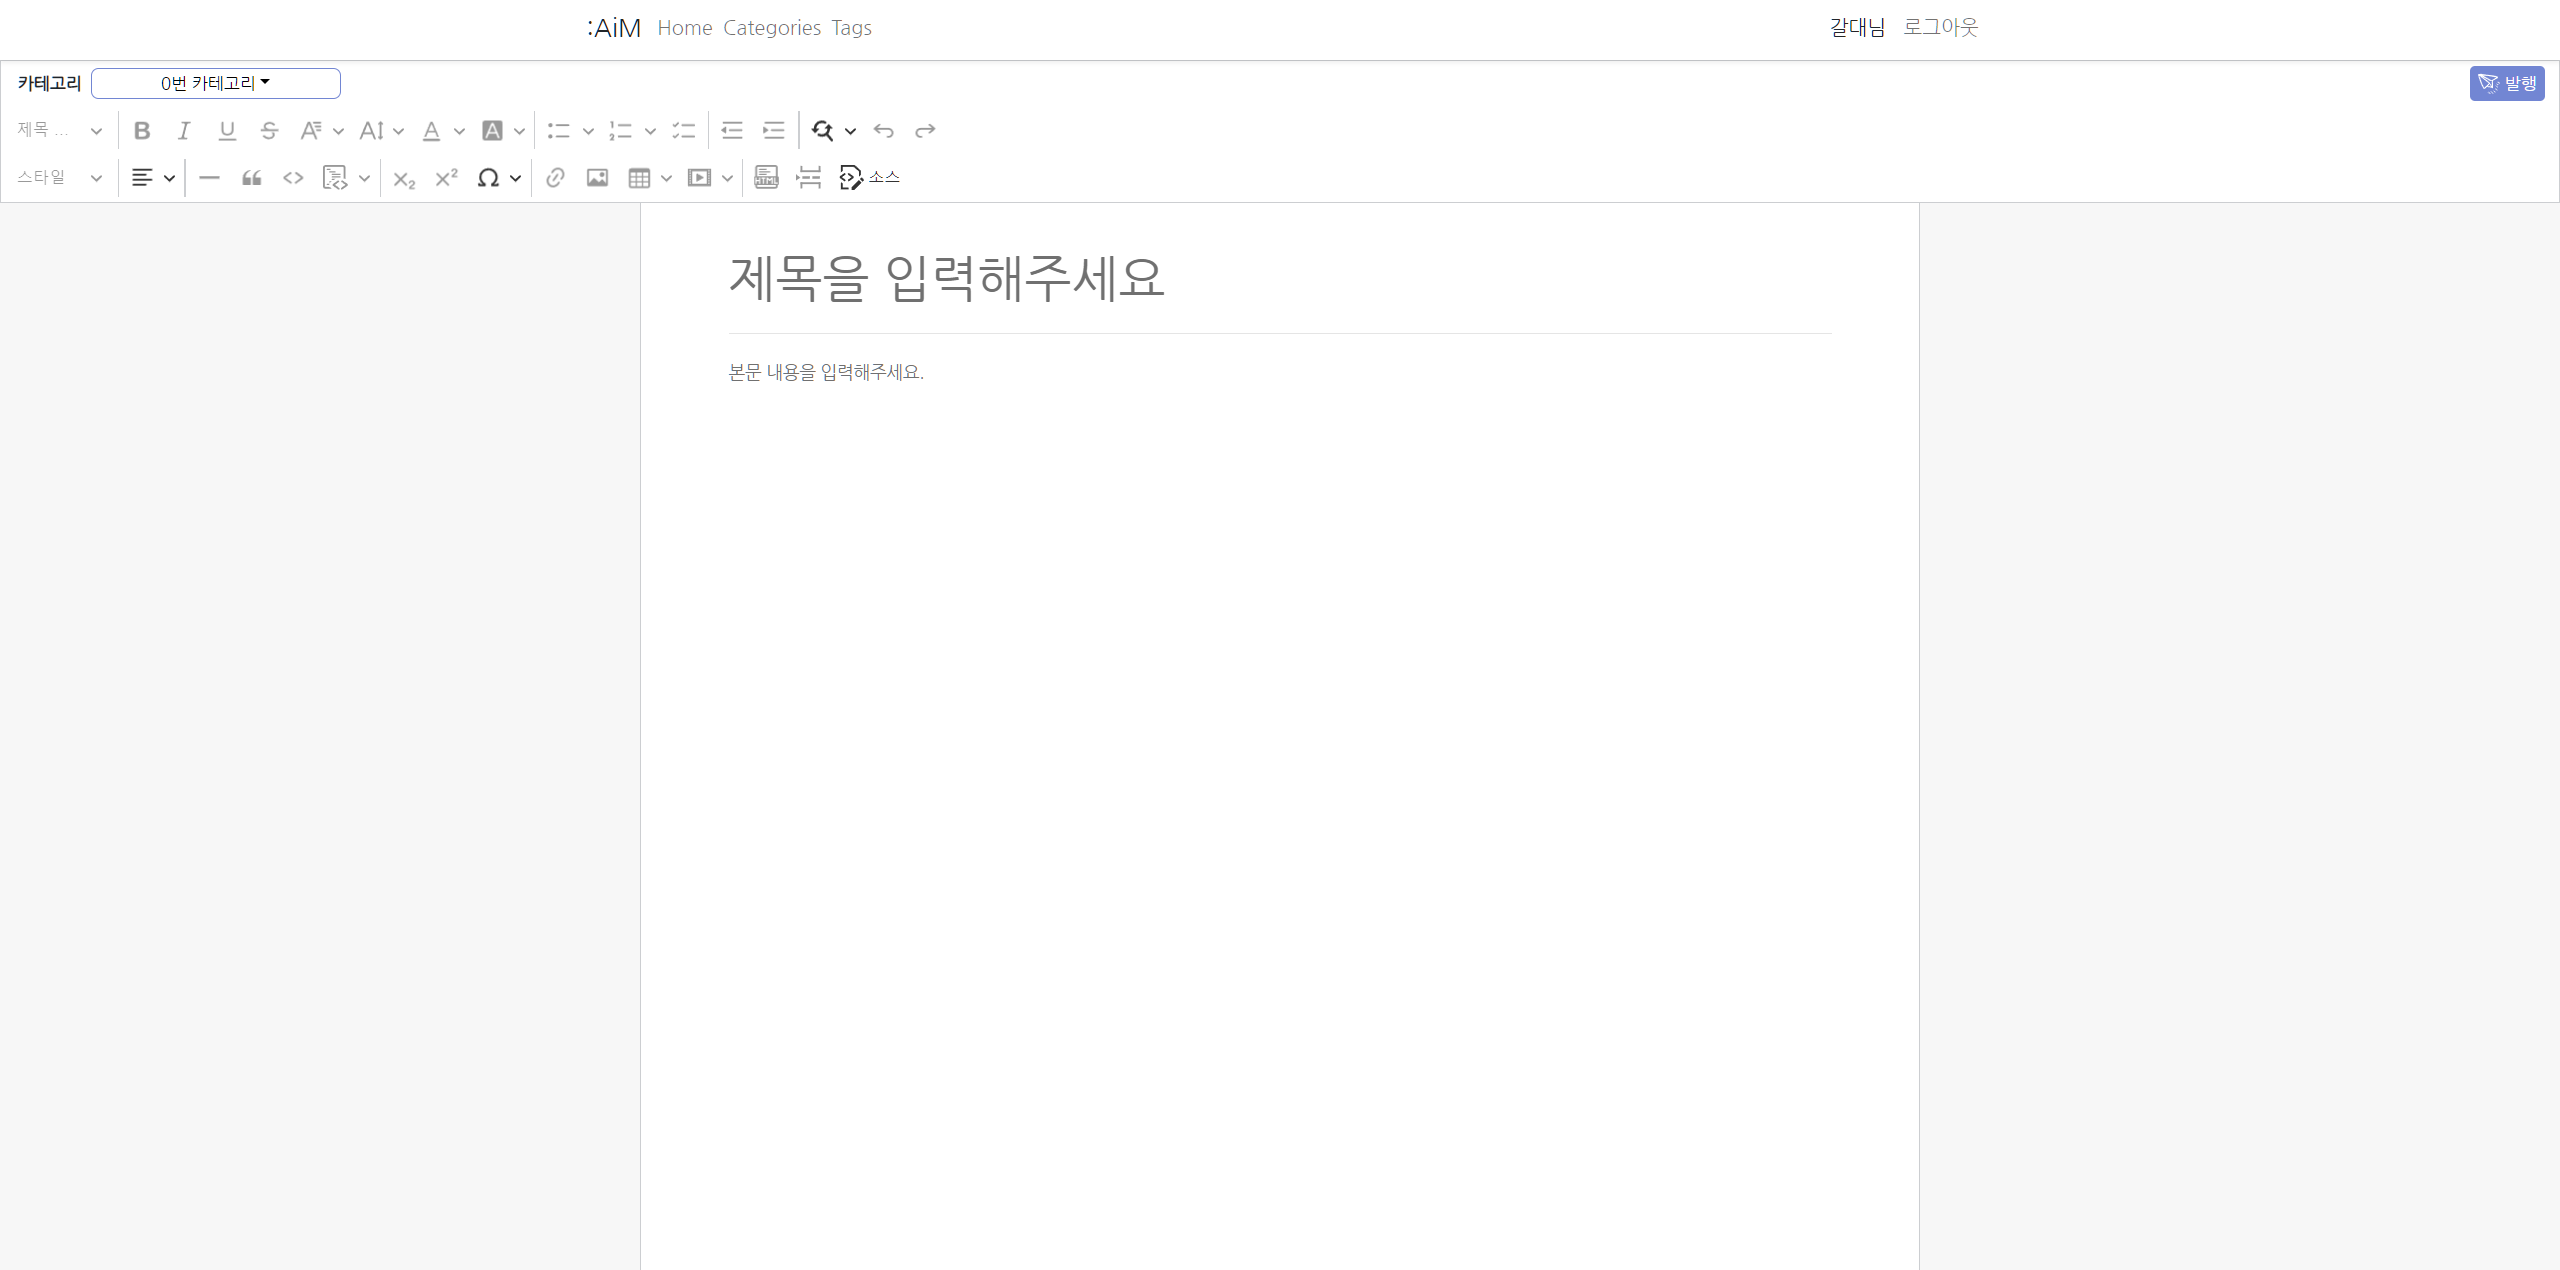 :AiM Home Categories Tags 갈대님 로그아웃
카테고리 0번 카테고리 발행
제목 ...
스타일 소스
제목을 입력해주세요
본문 내용을 입력해주세요.